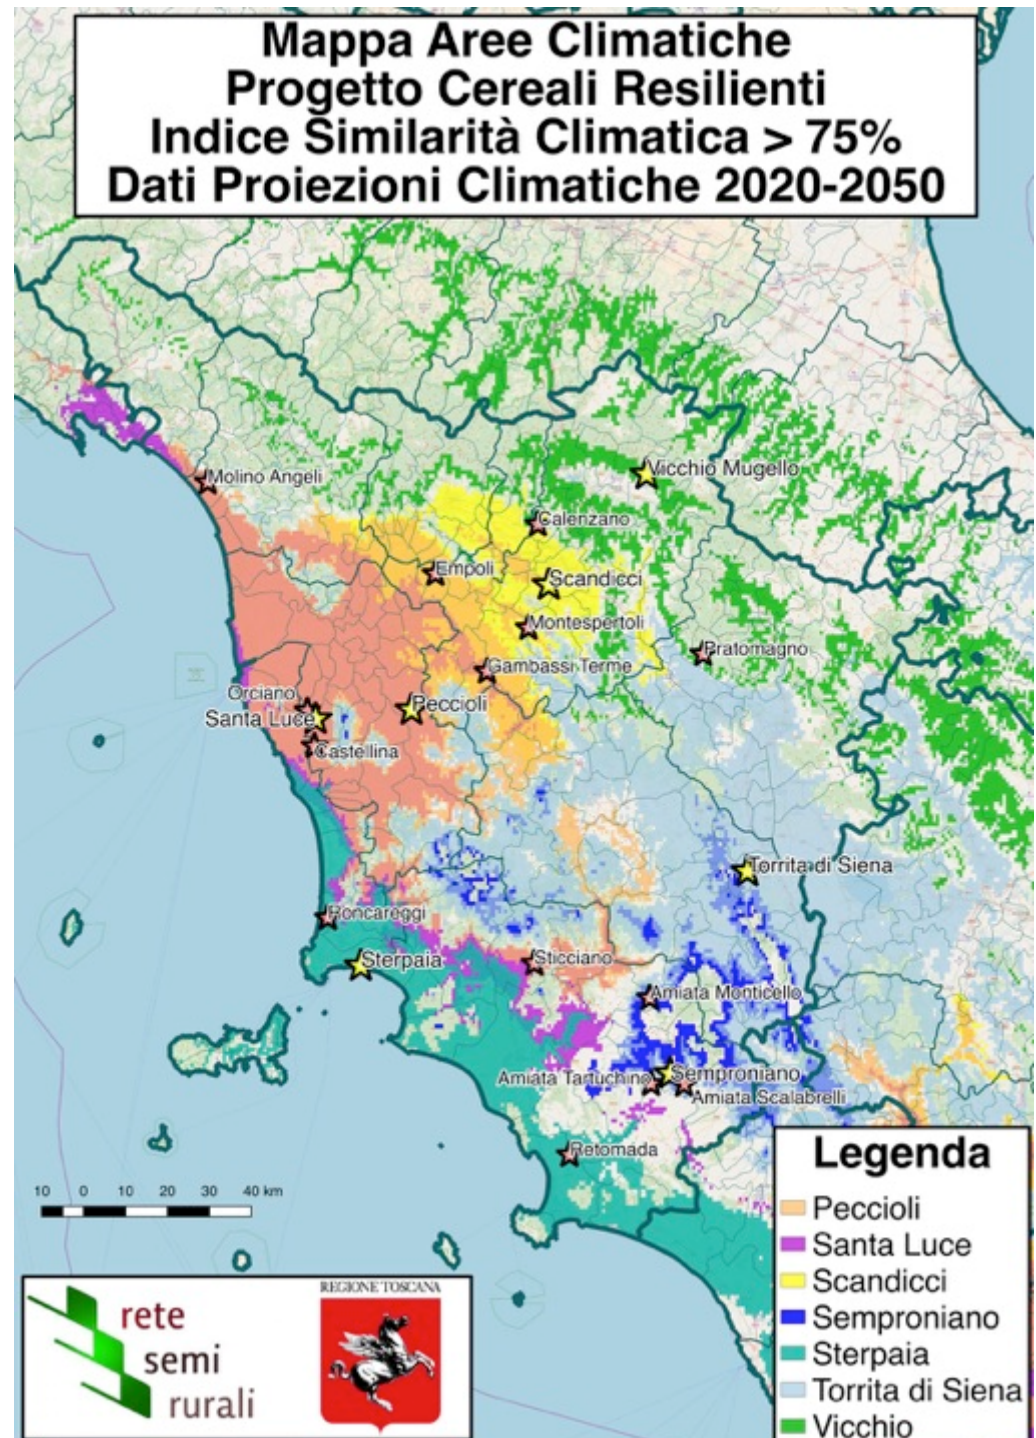 Mappa Aree Climatiche
Progetto Cereali Resilienti
Indice Similarità Climatica > 75%
Dati Proiezioni Climatiche 2020-2050
Molino Angeli
Vicchio Mugello
Calenzano
Empoli
Scandicci
Montespertoli
Pratomagno
Gambassi Terme
Orciano
Peccioli
Santa Luce
Castellina
Torrita di Siena
Roncareggi
Sterpaia
Sticciano
Amiata Monticello
Amiata Tartuchino
Semproniano
Amiata Scalabrelli
Retomada
10 0 10 20 30 40 km
Legenda
Peccioli
Santa Luce
Scandicci
Semproniano
Sterpaia
Torrita di Siena
Vicchio
rete
semi
rurali
REGIONE TOSCANA